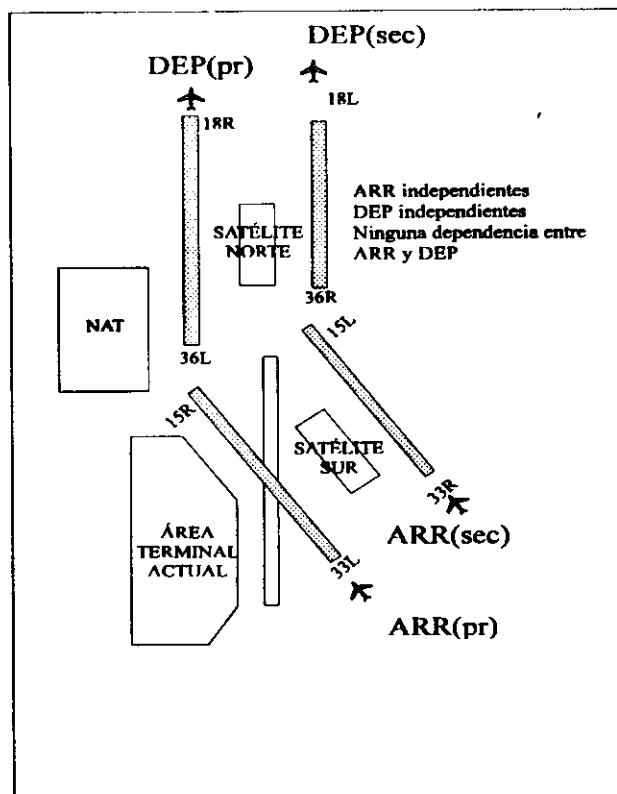 DEP(sec)
DEP(pr)
18L
18R
ARR independientes
DEP independientes
Ninguna dependencia entre
ARR y DEP
SATÉLITE
NORTE
36R
NAT
15L
36L
15R
SATÉLITE
SUR
33R
ÁREA
TERMINAL
ACTUAL
ARR(sec)
33L
ARR(pr)